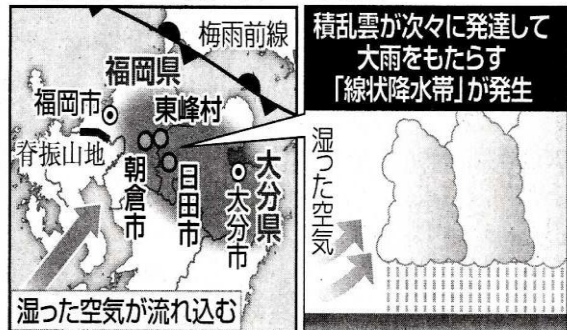 梅雨前線
福岡県
福岡市
東峰村
脊振山地
朝倉市
日田市
大分県
大分市
湿った空気が流れ込む
積乱雲が次々に発達して
大雨をもたらす
「線状降水帯」が発生
湿った空気